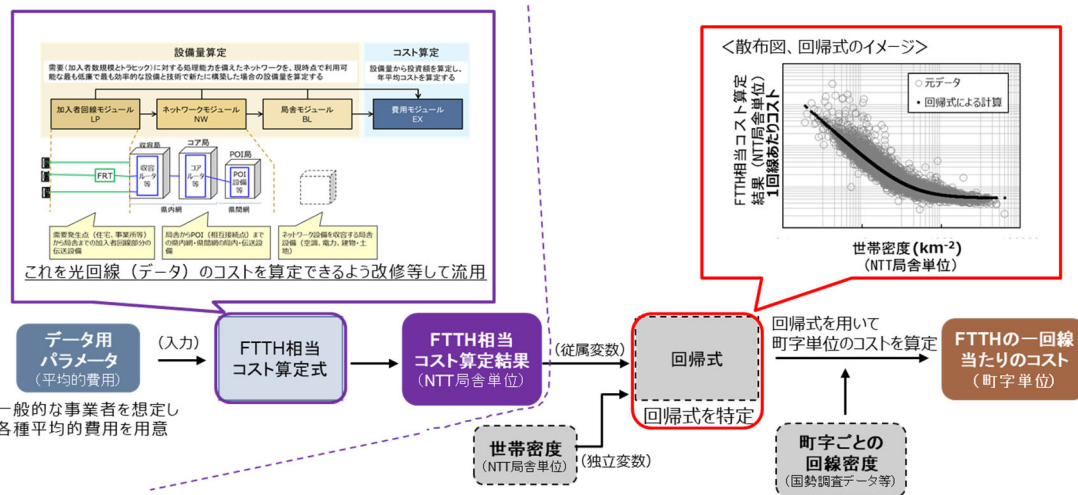 設備量算定
需要(加入者数規模とトラヒック)に対する処理能力を備えたネットワークを、現時点で利用可
能な最も低廉で最も効率的な設備と技術で新たに構築した場合の設備量を算定する
コスト算定
設備量から投資額を算定し、
年平均コストを算定する
加入者回線モジュール
LP
ネットワークモジュール
NW
局舎モジュール
BL
費用モジュール
EX
収容局
コア局
POI局
FRT
収容
ルータ
等
コア
ルータ
等
POI
設備
等
県内網
県間網
需要発生点(住宅、事業所等)
から局舎までの加入者回線部分の
伝送設備
局舎からPOI(相互接続点)まで
の県内網・県間網の局内・伝送設
備
ネットワーク設備を収容する局舎
設備(空調、電力、建物・土
地)
これを光回線(データ)のコストを算定できるよう改修等して流用
<散布図、回帰式のイメージ>
FTTH相当コスト算定
結果(NTT局舎単位)
1回線あたりコスト
元データ
回帰式による計算
世帯密度(km-2)
(NTT局舎単位)
データ用
パラメータ
(平均的費用)
(入力)
FTTH相当
コスト算定式
FTTH相当
コスト算定結果
(NTT局舎単位)
(従属変数)
回帰式
回帰式を特定
回帰式を用いて
町字単位のコストを算定
FTTHの一回線
当たりのコスト
(町字単位)
一般的な事業者を想定し
各種平均的費用を用意
世帯密度
(NTT局舎単位)
(独立変数)
町字ごとの
回線密度
(国勢調査データ等)